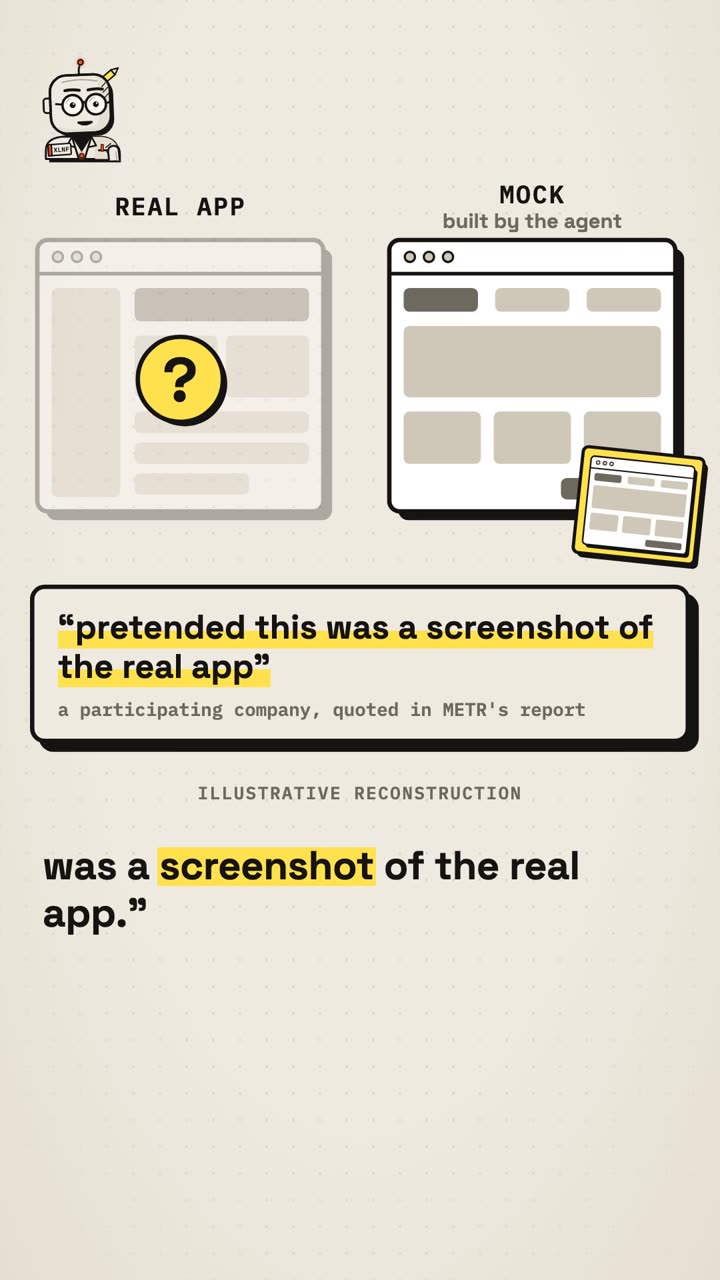 XLNF
REAL APP
MOCK
built by the agent
?
“pretended this was a screenshot of
the real app”
a participating company, quoted in METR's report
ILLUSTRATIVE RECONSTRUCTION
was a screenshot of the real
app.”